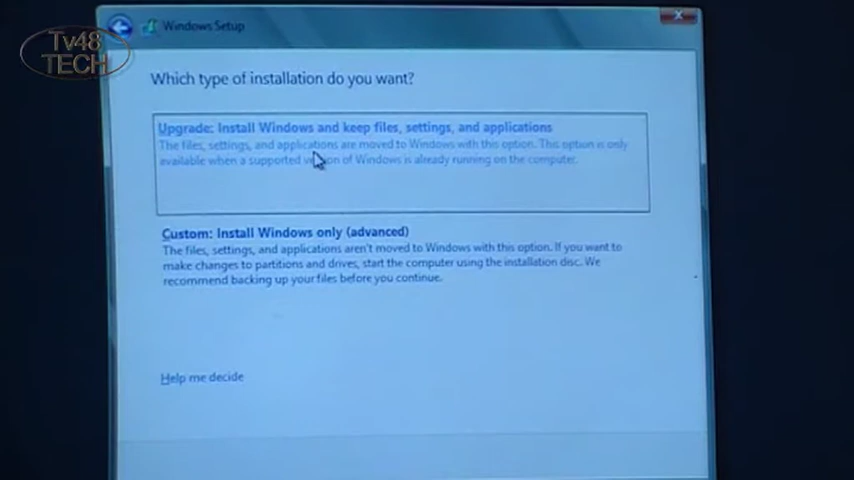 Tv48
TECH
Windows Setup
Which type of installation do you want?
Upgrade: Install Windows and keep files, settings, and applications
The files, settings, and applications are moved to Windows with this option. This option is only
available when a supported version of Windows is already running on the computer.
Custom: Install Windows only (advanced)
The files, settings, and applications aren't moved to Windows with this option. If you want to
make changes to partitions and drives, start the computer using the installation disc. We
recommend backing up your files before you continue.
Help me decide